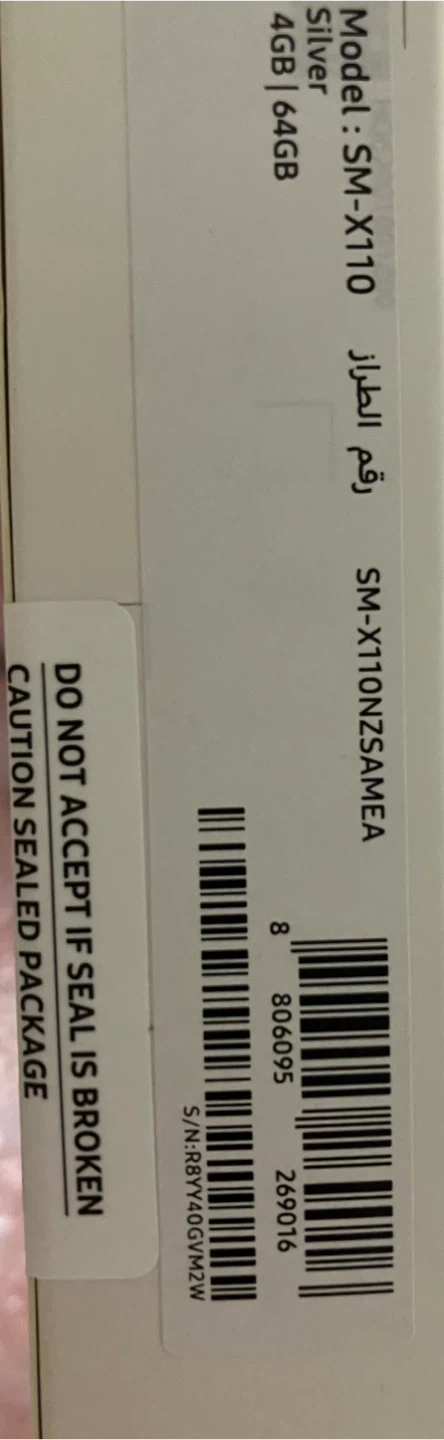 Model : SM-X110 رقم الطراز SM-X110NZSAMEA
Silver
4GB | 64GB
8 806095 269016
S/N:R8YY40GVM2W
DO NOT ACCEPT IF SEAL IS BROKEN
CAUTION SEALED PACKAGE